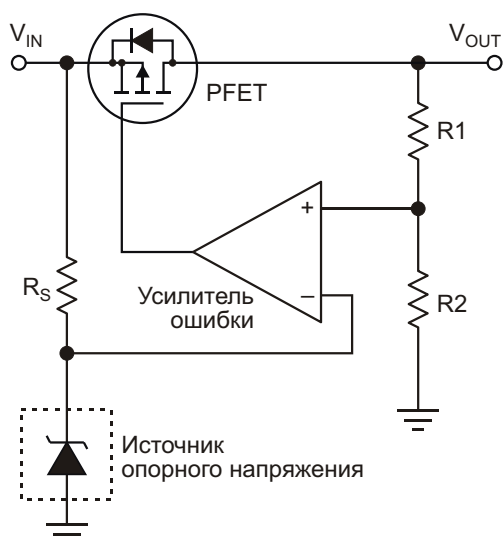 V_IN
V_OUT
PFET
R1
+
Усилитель
ошибки
–
R_S
R2
Источник
опорного напряжения